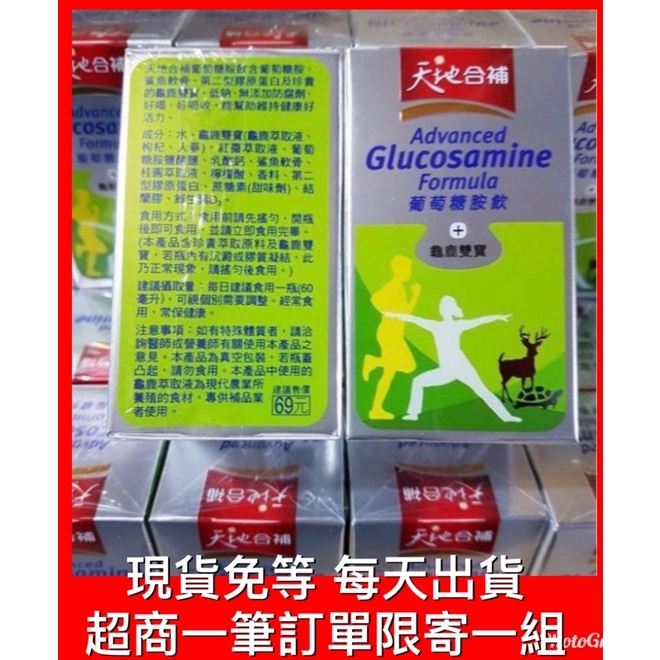 天地合補葡萄糖胺飲含葡萄糖胺、
鯊魚軟骨、第二型膠原蛋白及珍貴
的龜鹿雙寶，低鈉、無添加防腐劑。
好喝、好吸收，能幫助維持健康好
活力。
成分：水、龜鹿雙寶(龜鹿萃取液、
枸杞、人蔘)、紅棗萃取液、葡萄
糖胺鹽酸鹽、乳酸鈣、鯊魚軟骨、
桂圓萃取液、檸檬酸、香料、第二
型膠原蛋白、蔗糖素(甜味劑)、結
蘭膠、維生素D₃。
食用方式：食用前請先搖勻，開瓶
後即可食用，並請立即食用完畢。
(本產品含珍貴萃取原料及龜鹿雙
寶，若瓶內有沉澱或膠質凝結，此
乃正常現象，請搖勻後食用。)
建議攝取量：每日建議食用一瓶(60
毫升)，可視個別需要調整。經常食
用，常保健康。
注意事項：如有特殊體質者，請洽
詢醫師或營養師有關使用本產品之
意見。本產品為真空包裝，若瓶蓋
凸起，請勿食用。本產品中使用的
龜鹿萃取液為現代農業所
養殖的食材，專供補品業
者使用。
建議售價
69元
天地合補
Advanced
Glucosamine
Formula
葡萄糖胺飲
+
龜鹿雙寶
天地合補
天地合補
現貨免等 每天出貨
超商一筆訂單限寄一組